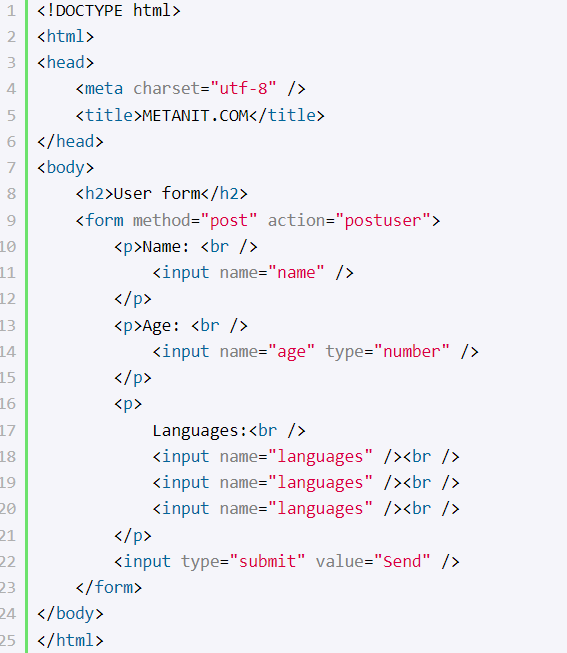 1 <!DOCTYPE html>
2 <html>
3 <head>
4     <meta charset="utf-8" />
5     <title>METANIT.COM</title>
6 </head>
7 <body>
8     <h2>User form</h2>
9     <form method="post" action="postuser">
10         <p>Name: <br />
11             <input name="name" />
12         </p>
13         <p>Age: <br />
14             <input name="age" type="number" />
15         </p>
16         <p>
17             Languages:<br />
18             <input name="languages" /><br />
19             <input name="languages" /><br />
20             <input name="languages" /><br />
21         </p>
22         <input type="submit" value="Send" />
23     </form>
24 </body>
25 </html>